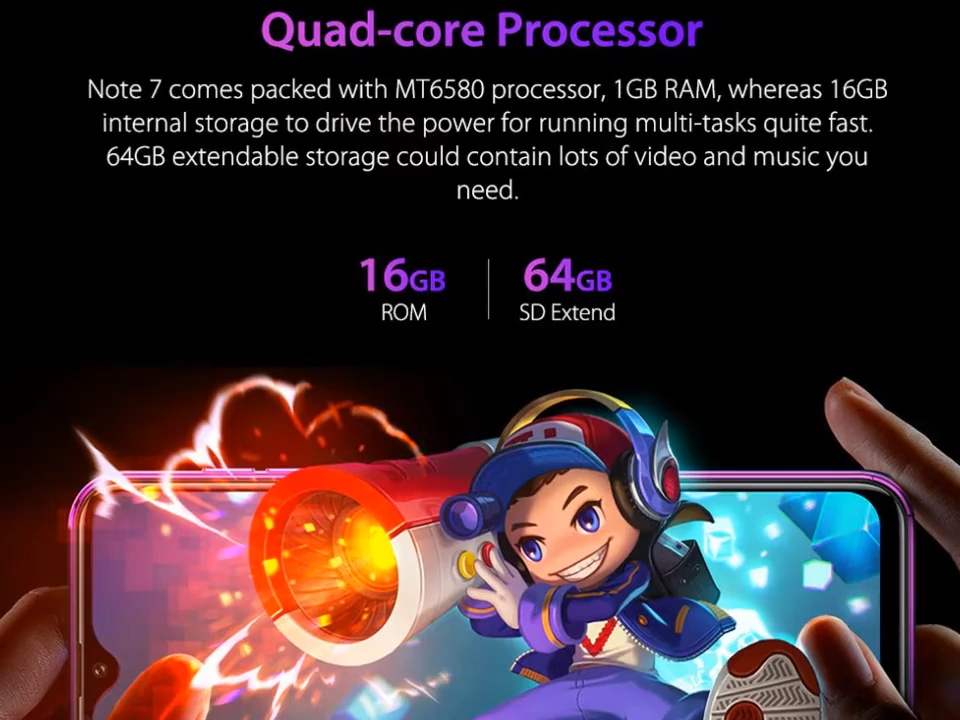 Quad-core Processor
Note 7 comes packed with MT6580 processor, 1GB RAM, whereas 16GB
internal storage to drive the power for running multi-tasks quite fast.
64GB extendable storage could contain lots of video and music you
need.
16GB
64GB
ROM
SD Extend